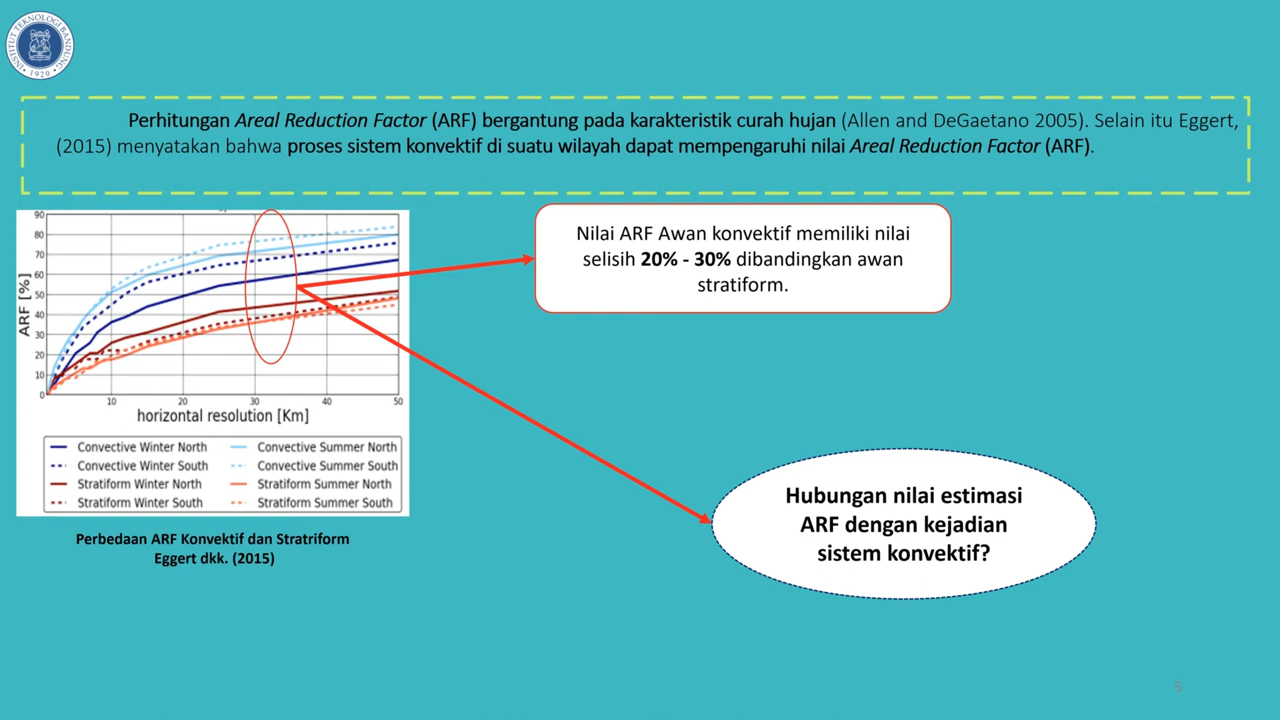 INSTITUT TEKNOLOGI BANDUNG
1920
Perhitungan Areal Reduction Factor (ARF) bergantung pada karakteristik curah hujan (Allen and DeGaetano 2005). Selain itu Eggert,
(2015) menyatakan bahwa proses sistem konvektif di suatu wilayah dapat mempengaruhi nilai Areal Reduction Factor (ARF).
90
80
70
60
50
40
30
20
10
0
ARF [%]
10 20 30 40 50
horizontal resolution [Km]
Convective Winter North Convective Summer North
Convective Winter South Convective Summer South
Stratiform Winter North Stratiform Summer North
Stratiform Winter South Stratiform Summer South
Perbedaan ARF Konvektif dan Stratriform
Eggert dkk. (2015)
Nilai ARF Awan konvektif memiliki nilai
selisih 20% - 30% dibandingkan awan
stratiform.
Hubungan nilai estimasi
ARF dengan kejadian
sistem konvektif?
5